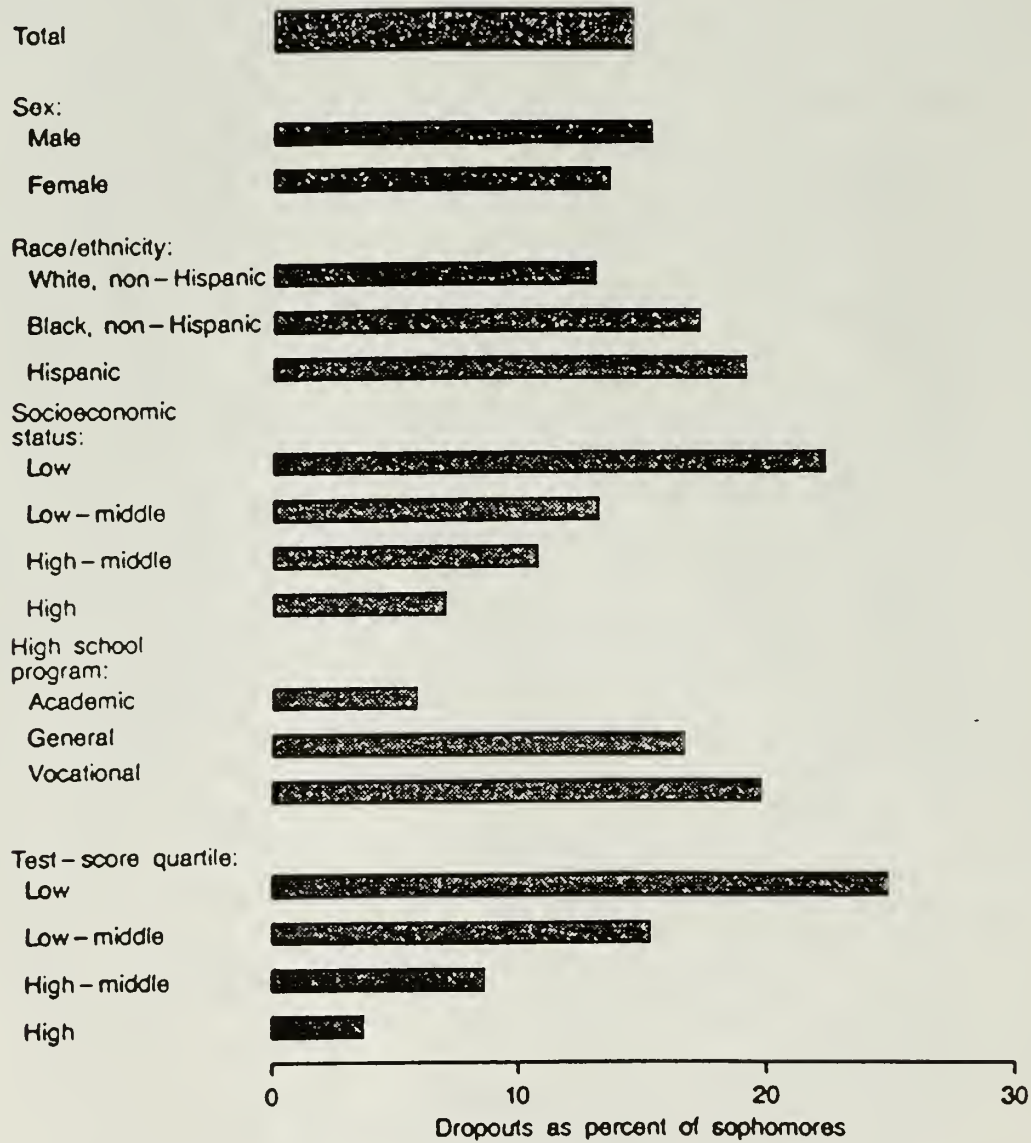 Total
Sex:
Male
Female
Race/ethnicity:
White, non-Hispanic
Black, non-Hispanic
Hispanic
Socioeconomic
status:
Low
Low-middle
High-middle
High
High school
program:
Academic
General
Vocational
Test-score quartile:
Low
Low-middle
High-middle
High
0 10 20 30
Dropouts as percent of sophomores